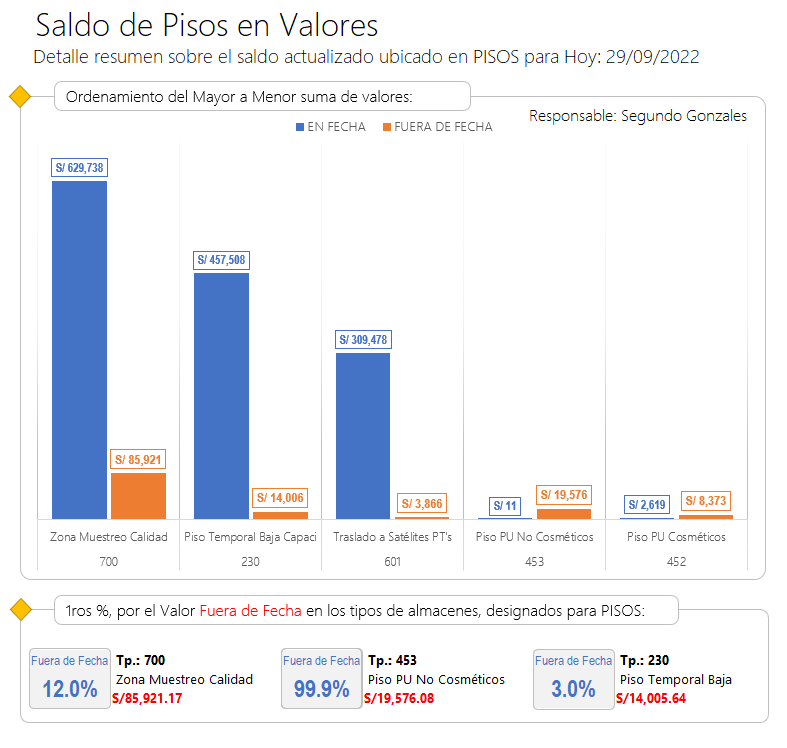 Saldo de Pisos en Valores
Detalle resumen sobre el saldo actualizado ubicado en PISOS para Hoy: 29/09/2022
Ordenamiento del Mayor a Menor suma de valores:
Responsable: Segundo Gonzales
EN FECHA FUERA DE FECHA
S/ 629,738
S/ 457,508
S/ 309,478
S/ 85,921
S/ 14,006
S/ 3,866
S/ 11
S/ 19,576
S/ 2,619
S/ 8,373
Zona Muestreo Calidad Piso Temporal Baja Capaci Traslado a Satélites PT's Piso PU No Cosméticos Piso PU Cosméticos
700 230 601 453 452
1ros %, por el Valor Fuera de Fecha en los tipos de almacenes, designados para PISOS:
Fuera de Fecha
12.0%
Tp.: 700
Zona Muestreo Calidad
S/85,921.17
Fuera de Fecha
99.9%
Tp.: 453
Piso PU No Cosméticos
S/19,576.08
Fuera de Fecha
3.0%
Tp.: 230
Piso Temporal Baja
S/14,005.64